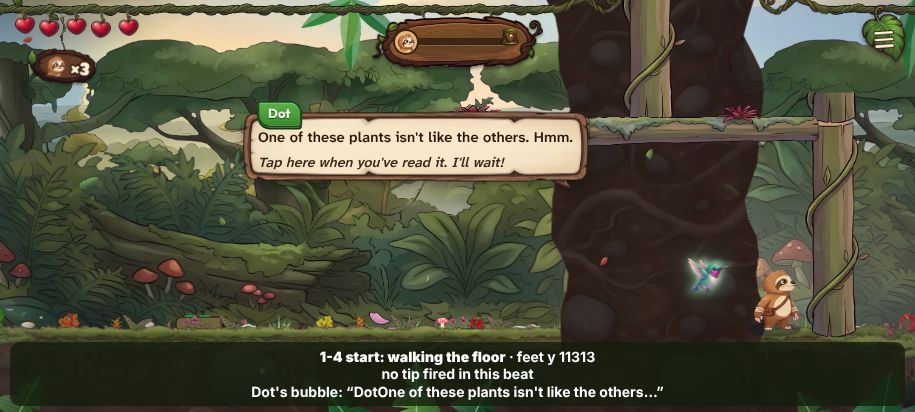 ×3
Dot
One of these plants isn't like the others. Hmm.
Tap here when you've read it. I'll wait!
1-4 start: walking the floor · feet y 11313
no tip fired in this beat
Dot's bubble: “DotOne of these plants isn't like the others...”